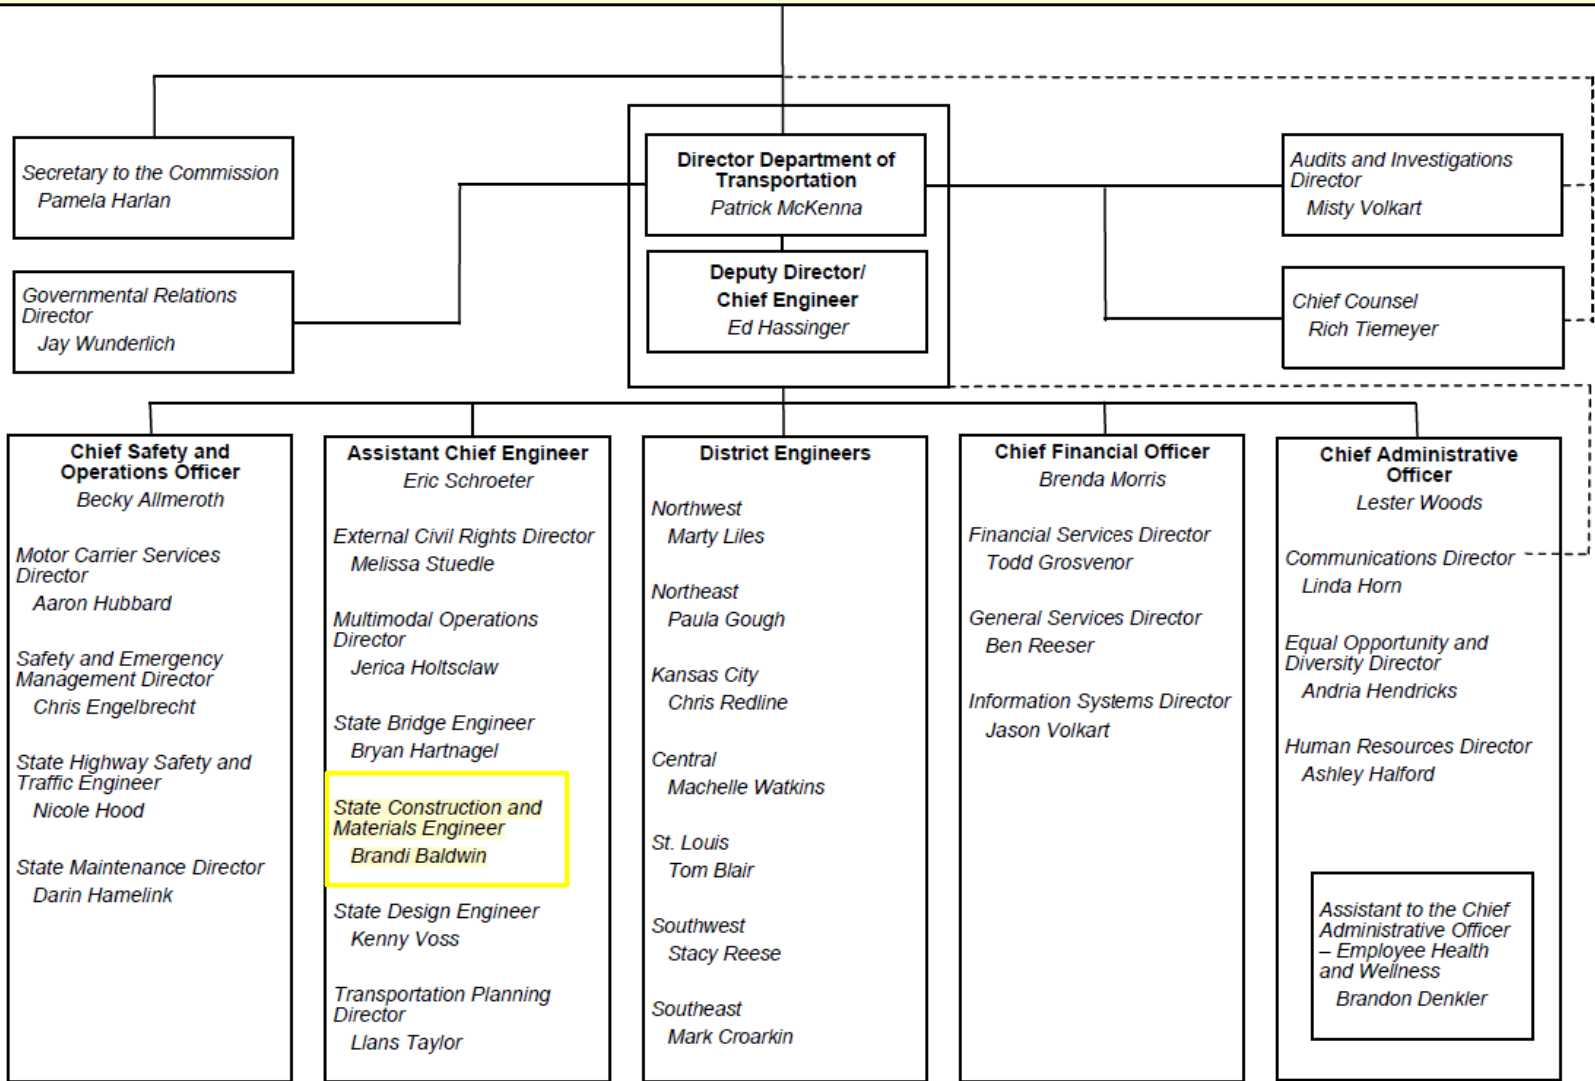 Secretary to the Commission
Pamela Harlan
Governmental Relations
Director
Jay Wunderlich
Director Department of
Transportation
Patrick McKenna
Deputy Director/
Chief Engineer
Ed Hassinger
Audits and Investigations
Director
Misty Volkart
Chief Counsel
Rich Tiemeyer
Chief Safety and
Operations Officer
Becky Allmeroth
Motor Carrier Services
Director
Aaron Hubbard
Safety and Emergency
Management Director
Chris Engelbrecht
State Highway Safety and
Traffic Engineer
Nicole Hood
State Maintenance Director
Darin Hamelink
Assistant Chief Engineer
Eric Schroeter
External Civil Rights Director
Melissa Stuedle
Multimodal Operations
Director
Jerica Holtsclaw
State Bridge Engineer
Bryan Hartnagel
State Construction and
Materials Engineer
Brandi Baldwin
State Design Engineer
Kenny Voss
Transportation Planning
Director
Llans Taylor
District Engineers
Northwest
Marty Liles
Northeast
Paula Gough
Kansas City
Chris Redline
Central
Machelle Watkins
St. Louis
Tom Blair
Southwest
Stacy Reese
Southeast
Mark Croarkin
Chief Financial Officer
Brenda Morris
Financial Services Director
Todd Grosvenor
General Services Director
Ben Reeser
Information Systems Director
Jason Volkart
Chief Administrative
Officer
Lester Woods
Communications Director
Linda Horn
Equal Opportunity and
Diversity Director
Andria Hendricks
Human Resources Director
Ashley Halford
Assistant to the Chief
Administrative Officer
– Employee Health
and Wellness
Brandon Denkler